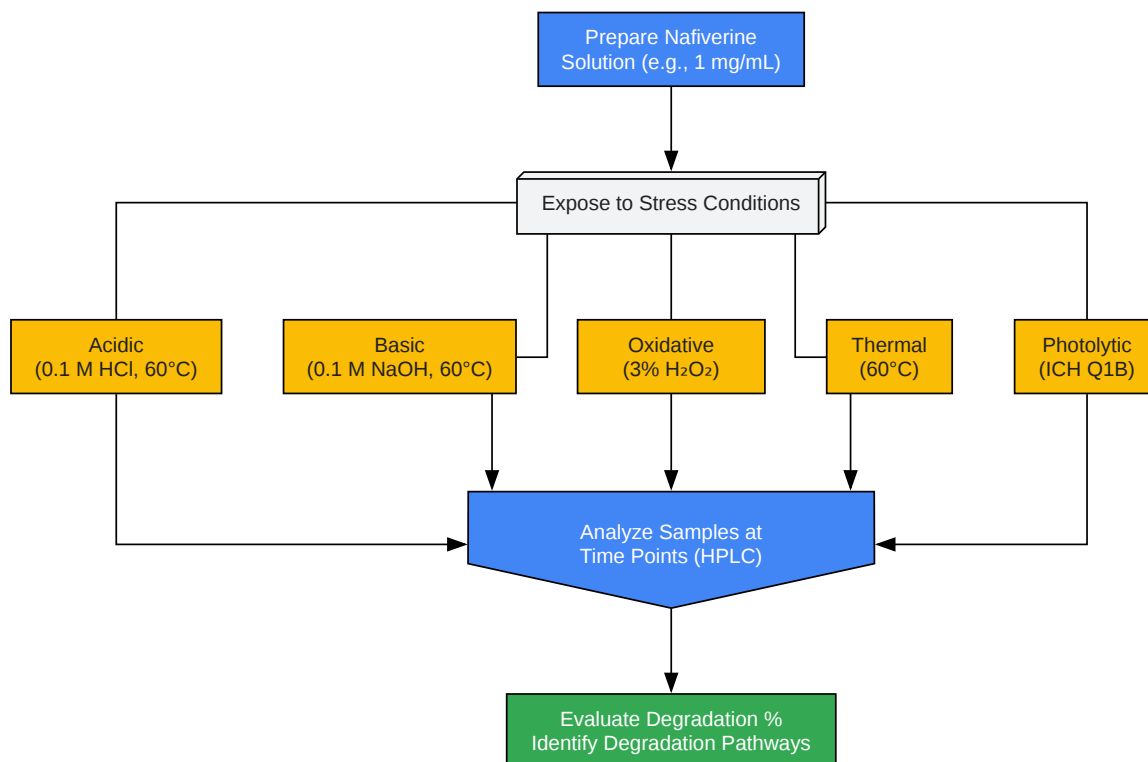 Prepare Nafiverine
Solution (e.g., 1 mg/mL)
Expose to Stress Conditions
Acidic
(0.1 M HCl, 60°C)
Basic
(0.1 M NaOH, 60°C)
Oxidative
(3% H₂O₂)
Thermal
(60°C)
Photolytic
(ICH Q1B)
Analyze Samples at
Time Points (HPLC)
Evaluate Degradation %
Identify Degradation Pathways